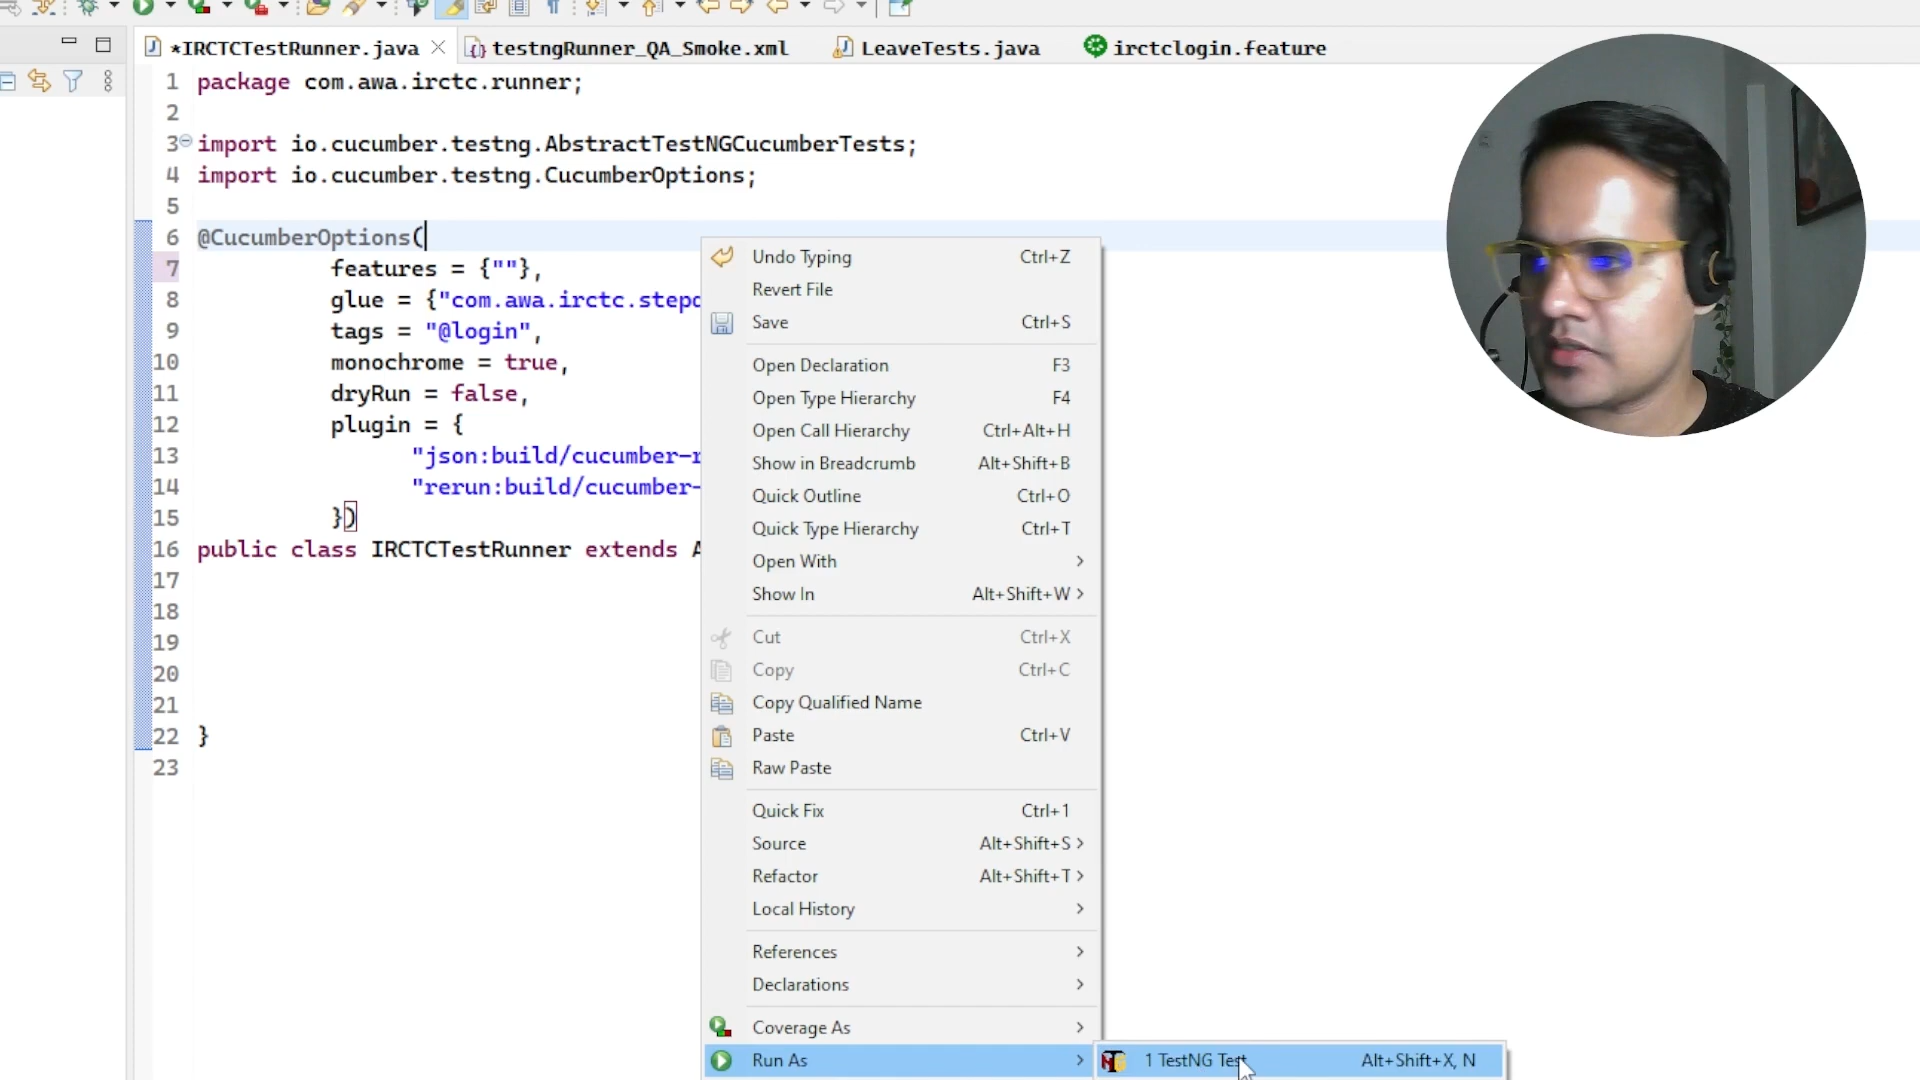 *IRCTCTestRunner.java testngRunner_QA_Smoke.xml LeaveTests.java irctclogin.feature
1 package com.awa.irctc.runner;
2
3 import io.cucumber.testng.AbstractTestNGCucumberTests;
4 import io.cucumber.testng.CucumberOptions;
5
6 @CucumberOptions(
7 features = {""},
8 glue = {"com.awa.irctc.stepd
9 tags = "@login",
10 monochrome = true,
11 dryRun = false,
12 plugin = {
13 "json:build/cucumber-r
14 "rerun:build/cucumber-
15 })
16 public class IRCTCTestRunner extends A
17
18
19
20
21
22 }
23
Undo Typing Ctrl+Z
Revert File
Save Ctrl+S
Open Declaration F3
Open Type Hierarchy F4
Open Call Hierarchy Ctrl+Alt+H
Show in Breadcrumb Alt+Shift+B
Quick Outline Ctrl+O
Quick Type Hierarchy Ctrl+T
Open With
Show In Alt+Shift+W
Cut Ctrl+X
Copy Ctrl+C
Copy Qualified Name
Paste Ctrl+V
Raw Paste
Quick Fix Ctrl+1
Source Alt+Shift+S
Refactor Alt+Shift+T
Local History
References
Declarations
Coverage As
Run As
1 TestNG Test Alt+Shift+X, N